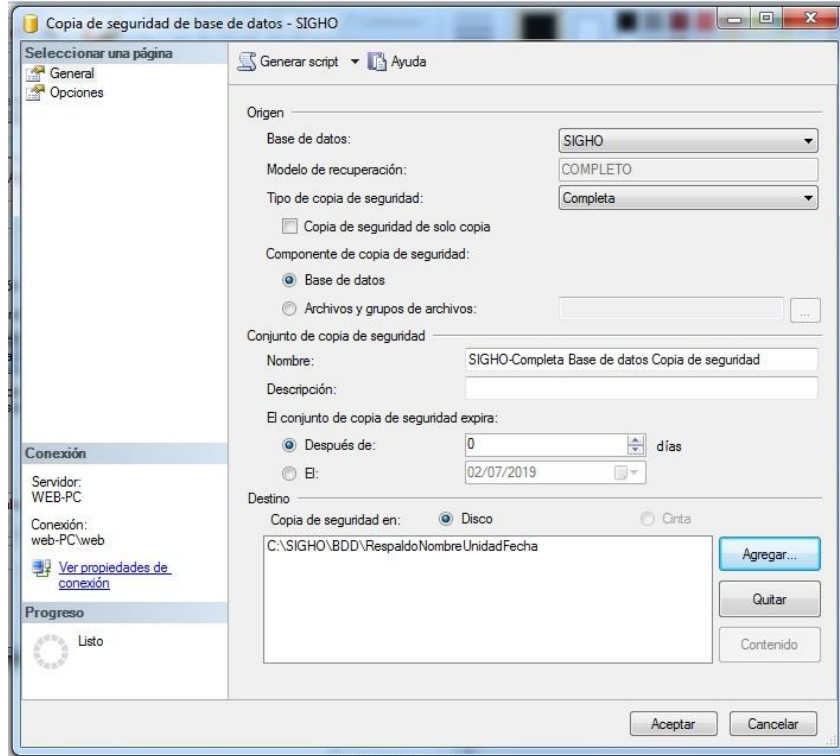 Copia de seguridad de base de datos - SIGHO
Seleccionar una página
General
Opciones
Generar script
Ayuda
Origen
Base de datos:
SIGHO
Modelo de recuperación:
COMPLETO
Tipo de copia de seguridad:
Completa
Copia de seguridad de solo copia
Componente de copia de seguridad:
Base de datos
Archivos y grupos de archivos:
...
Conjunto de copia de seguridad
Nombre:
SIGHO-Completa Base de datos Copia de seguridad
Descripción:
El conjunto de copia de seguridad expira:
Después de:
0
días
El:
02/07/2019
Destino
Copia de seguridad en:
Disco
Cinta
C:\SIGHO\BDD\RespaldoNombreUnidadFecha
Agregar...
Quitar
Contenido
Conexión
Servidor:
WEB-PC
Conexión:
web-PC\web
Ver propiedades de
conexión
Progreso
Listo
Aceptar
Cancelar